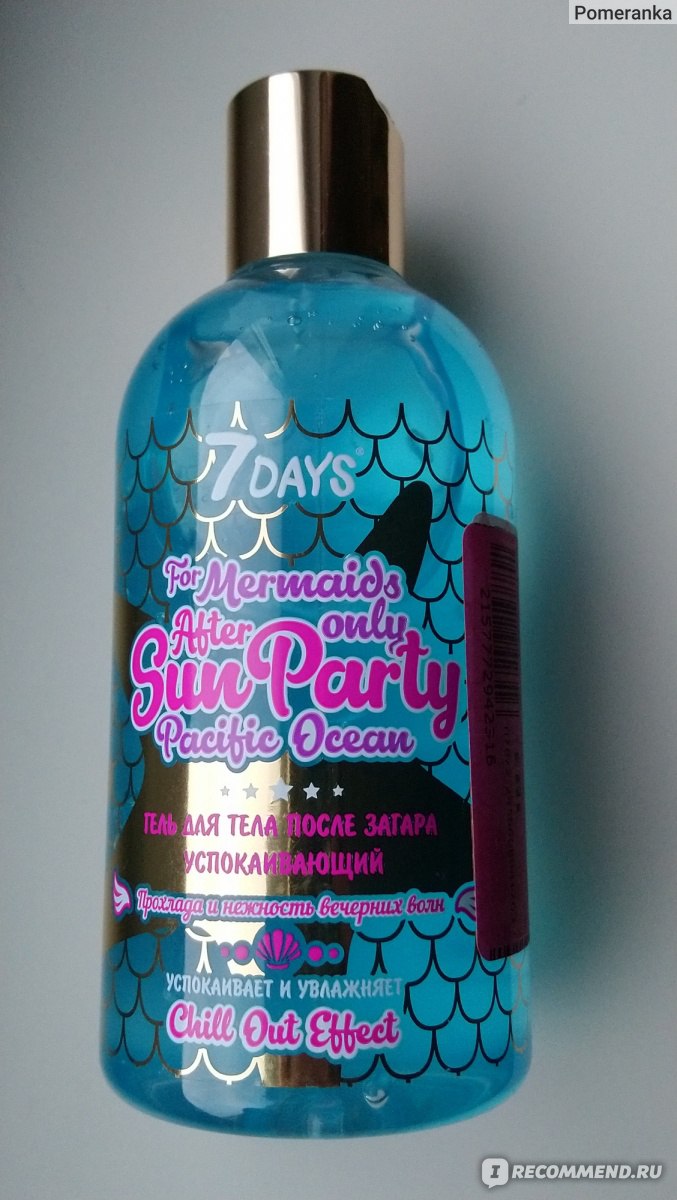 Pomeranka
7DAYS®
For Mermaids
After only
Sun Party
Pacific Ocean
ГЕЛЬ ДЛЯ ТЕЛА ПОСЛЕ ЗАГАРА
УСПОКАИВАЮЩИЙ
Прохлада и нежность вечерних волн
УСПОКАИВАЕТ И УВЛАЖНЯЕТ
Chill Out Effect
IRECOMMEND.RU